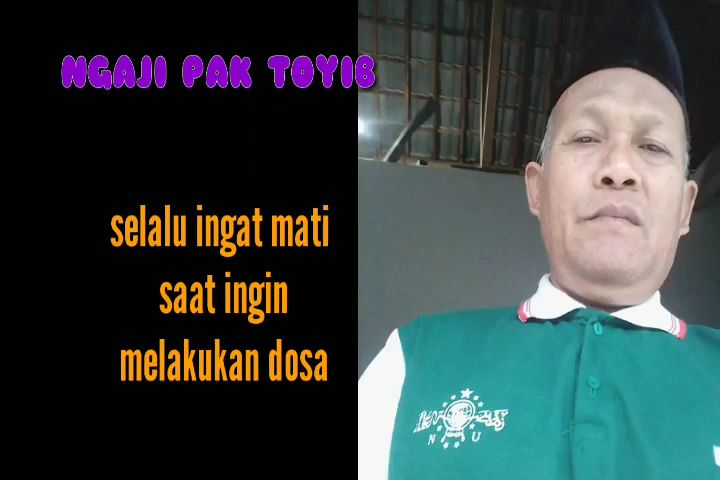 NGAJI PAK TOYIB
selalu ingat mati
saat ingin
melakukan dosa
N U